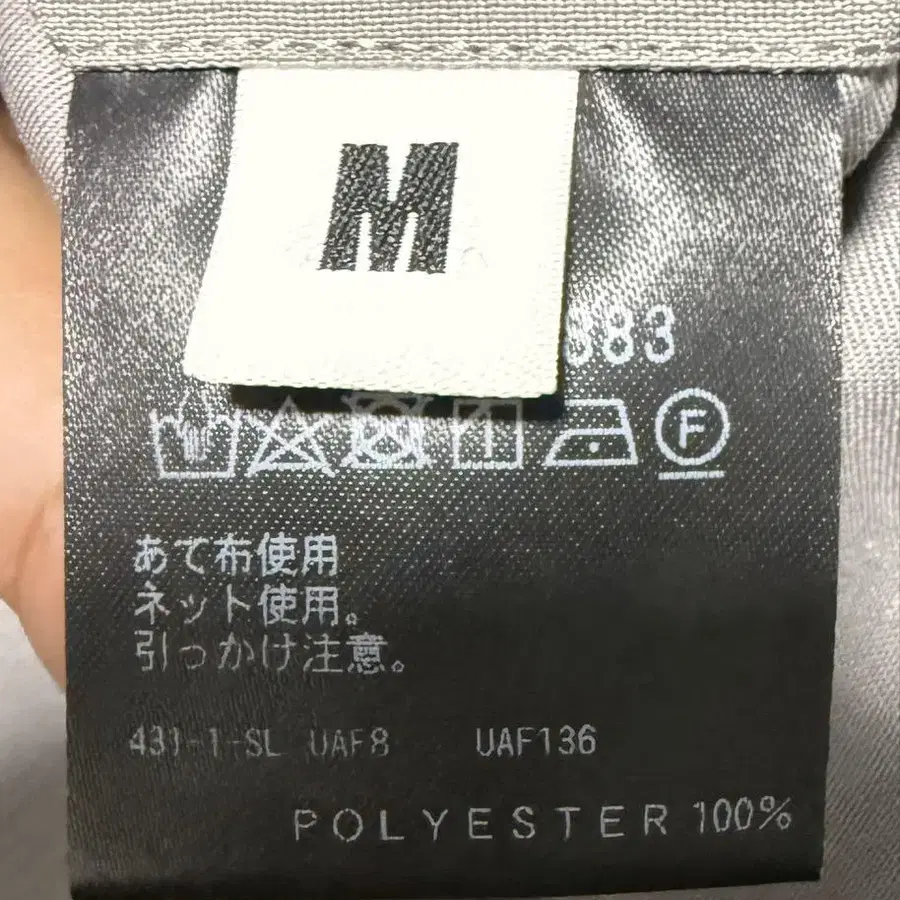 M
883
F
あて布使用
ネット使用。
引っかけ注意。
431-1-SL UAF8 UAF136
POLYESTER 100%